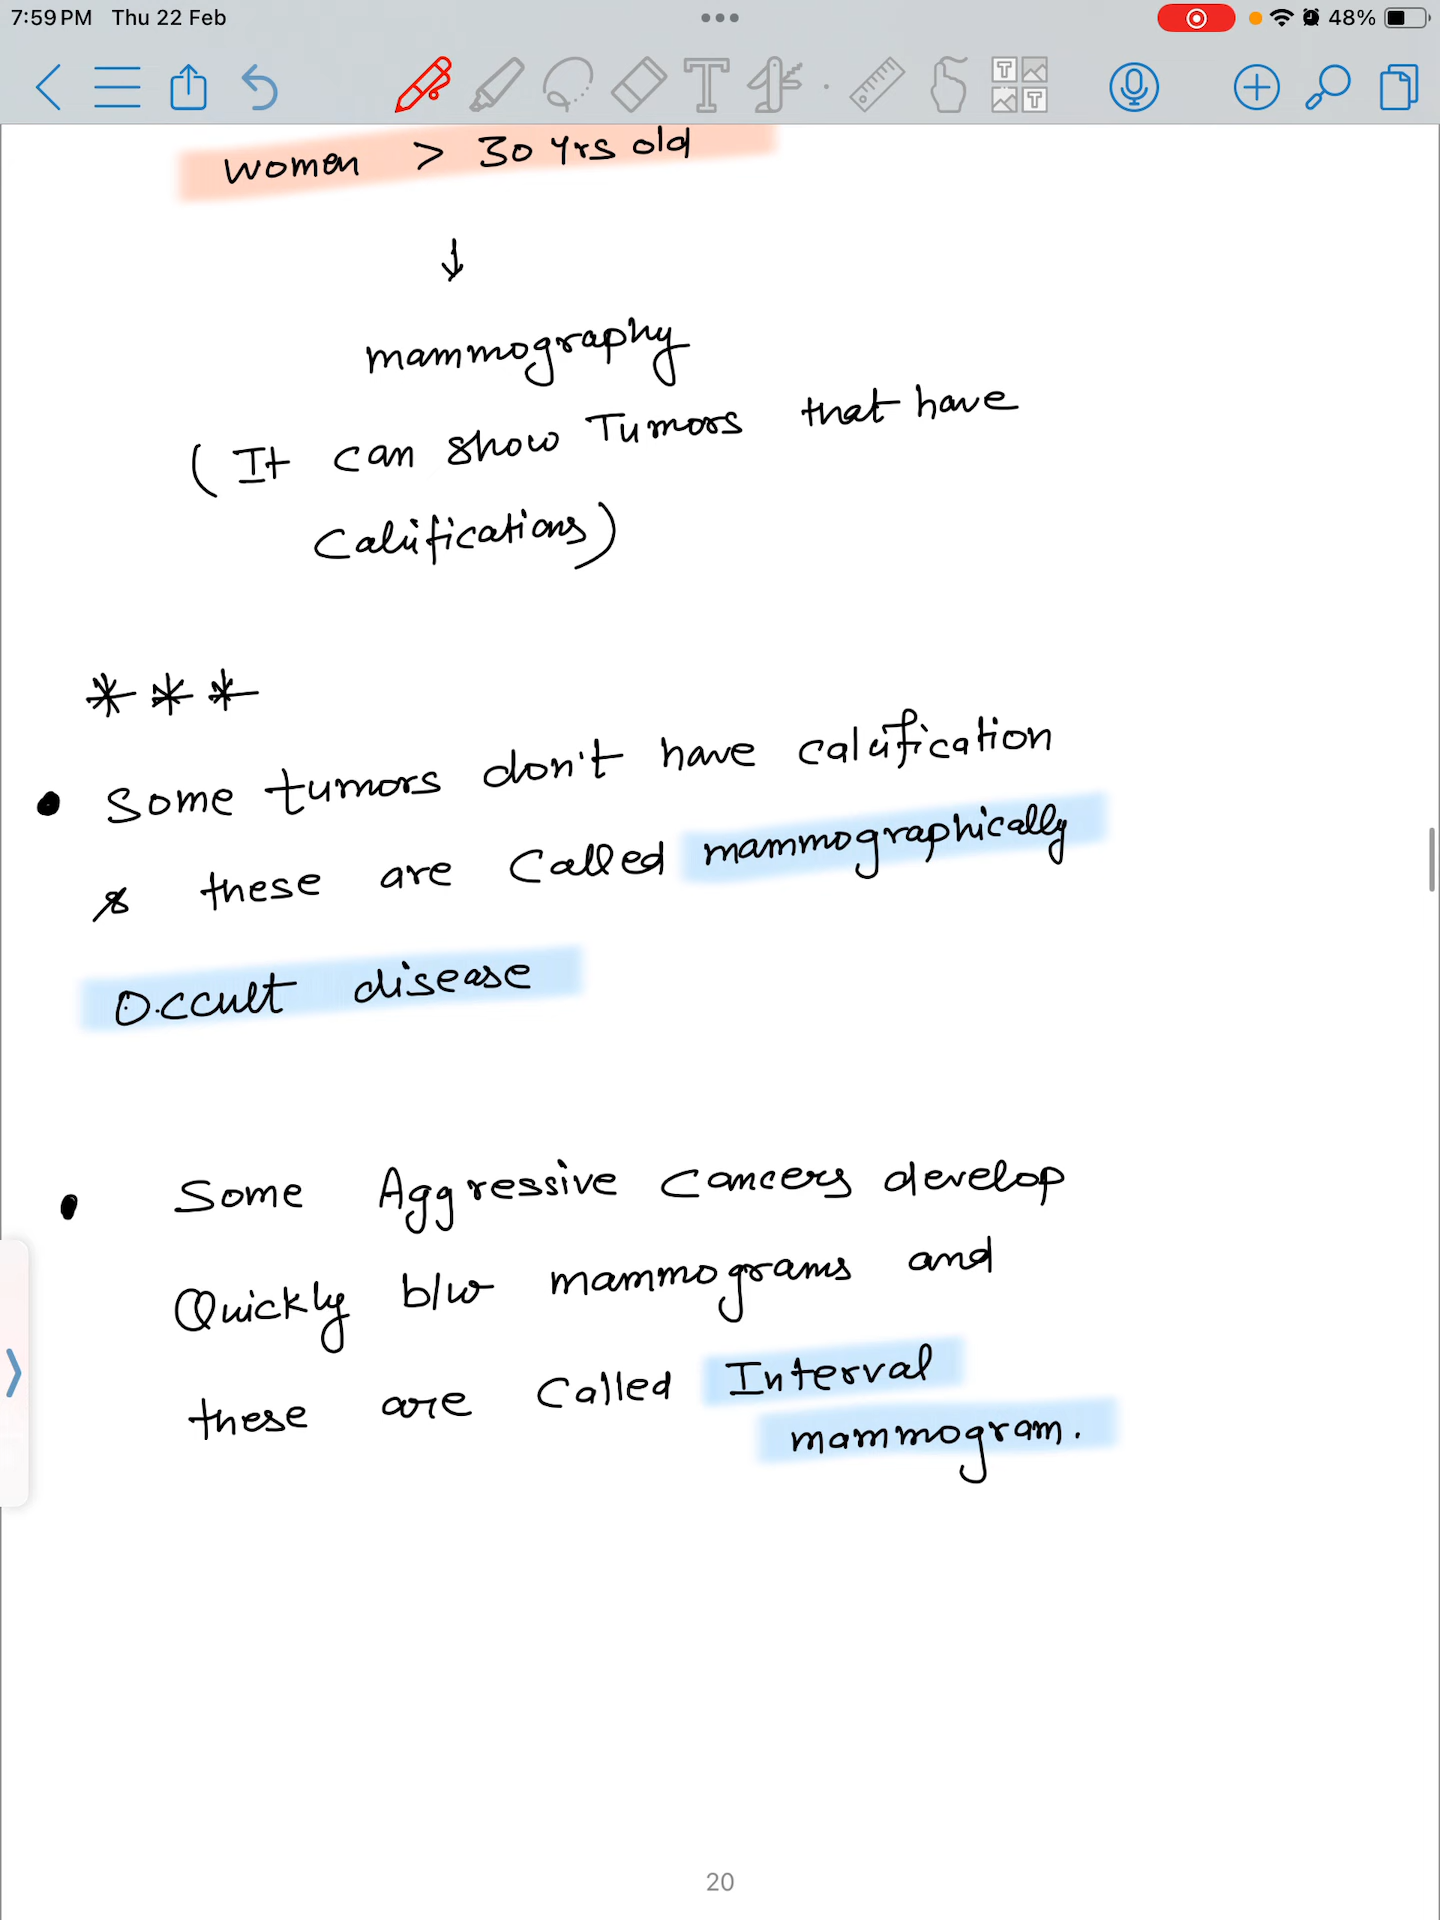 7:59 PM Thu 22 Feb
48%
women > 30 yrs old
↓
mammography
(It can show Tumors that have
Calcifications)
***
• Some tumors don't have calcification
& these are Called mammographically
Occult disease
• Some Aggressive cancers develop
Quickly b/w mammograms and
these are Called Interval
mammogram.
20